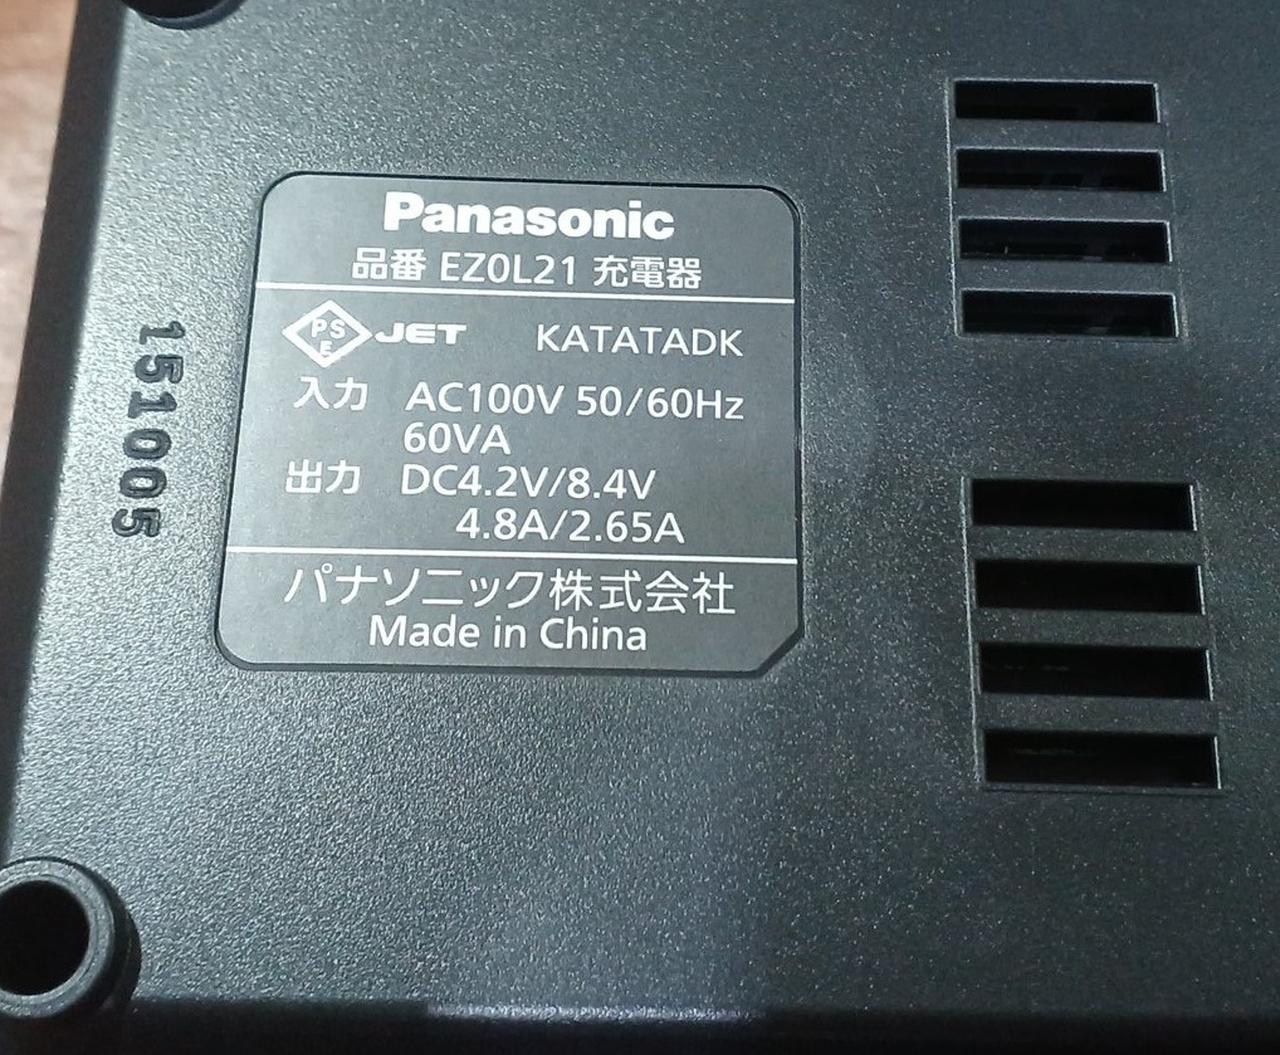 Panasonic
品番 EZ0L21 充電器
PSE JET KATATADK
入力 AC100V 50/60Hz
60VA
出力 DC4.2V/8.4V
4.8A/2.65A
パナソニック株式会社
Made in China
151005